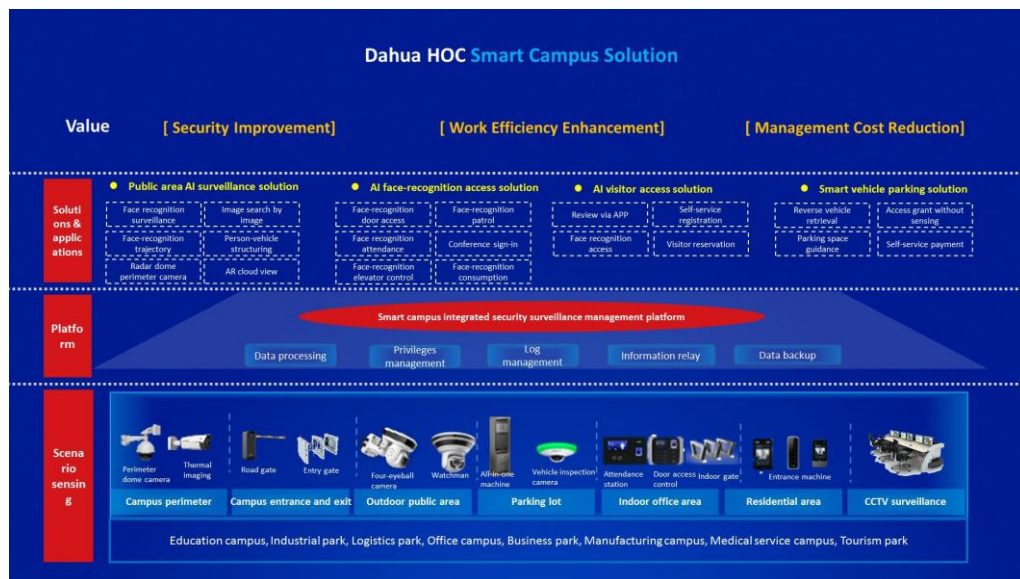 Dahua HOC Smart Campus Solution
Value
[ Security Improvement]
[ Work Efficiency Enhancement]
[ Management Cost Reduction]
Soluti
ons &
applic
ations
Public area AI surveillance solution
Face recognition
surveillance
Image search by
image
Face-recognition
trajectory
Person-vehicle
structuring
Radar dome
perimeter camera
AR cloud view
AI face-recognition access solution
Face-recognition
door access
Face-recognition
patrol
Face recognition
attendance
Conference sign-in
Face-recognition
elevator control
Face-recognition
consumption
AI visitor access solution
Review via APP
Self-service
registration
Face recognition
access
Visitor reservation
Smart vehicle parking solution
Reverse vehicle
retrieval
Access grant without
sensing
Parking space
guidance
Self-service payment
Platfo
rm
Smart campus integrated security surveillance management platform
Data processing
Privileges
management
Log
management
Information relay
Data backup
Scena
rio
sensin
g
Perimeter
dome camera
Thermal
imaging
Road gate
Entry gate
Four-eyeball
camera
Watchman
All-in-one
machine
Vehicle inspection
camera
Attendance
station
Door access
control
Indoor gate
Entrance machine
Campus perimeter
Campus entrance and exit
Outdoor public area
Parking lot
Indoor office area
Residential area
CCTV surveillance
Education campus, Industrial park, Logistics park, Office campus, Business park, Manufacturing campus, Medical service campus, Tourism park